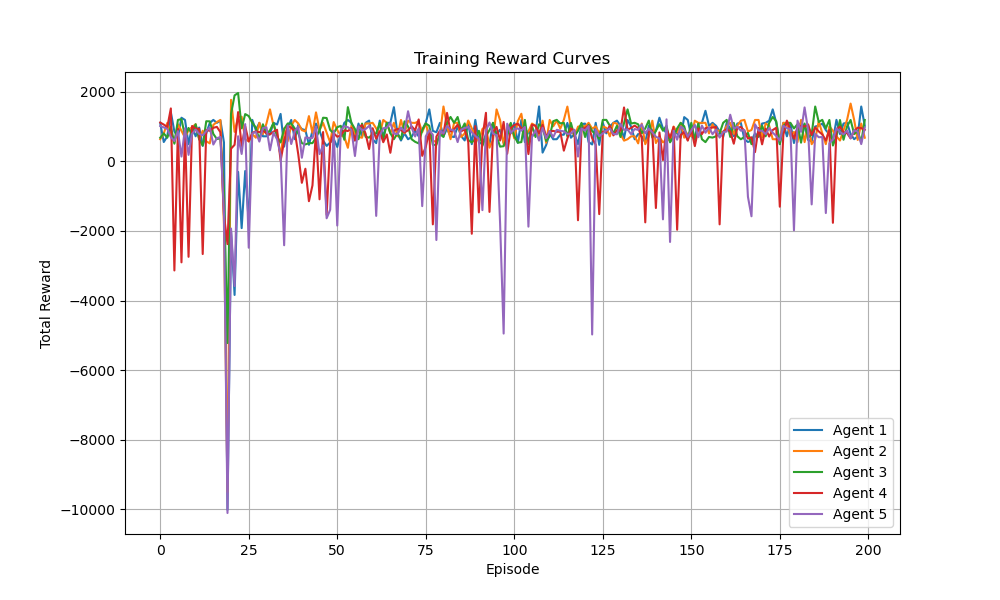 Training Reward Curves
2000
0
−2000
−4000
−6000
−8000
−10000
Total Reward
0 25 50 75 100 125 150 175 200
Episode
Agent 1
Agent 2
Agent 3
Agent 4
Agent 5